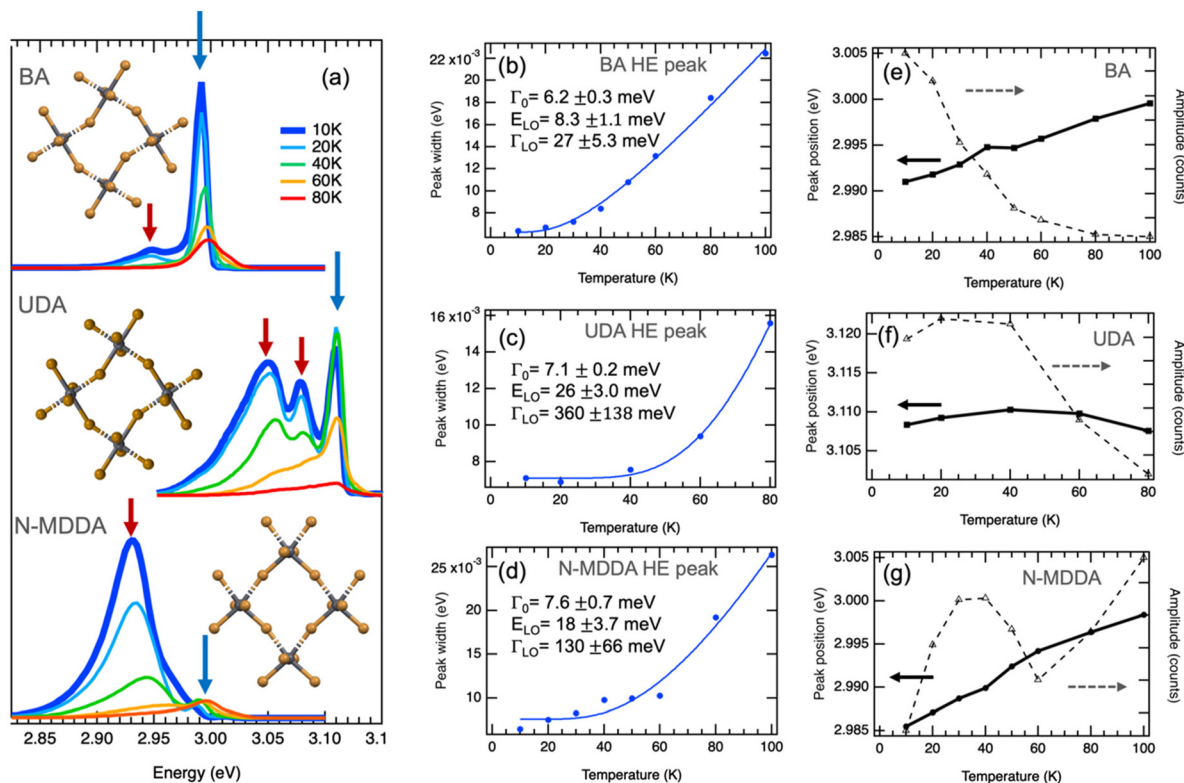 BA
(a)
10K
20K
40K
60K
80K
UDA
N-MDDA
2.85 2.90 2.95 3.00 3.05 3.10 3.1
Energy (eV)
(b)
BA HE peak
Γ₀= 6.2 ±0.3 meV
E_LO= 8.3 ±1.1 meV
Γ_LO= 27 ±5.3 meV
22 x10⁻³
20
18
16
14
12
10
8
6
Peak width (eV)
0 20 40 60 80 100
Temperature (K)
(c)
UDA HE peak
Γ₀= 7.1 ± 0.2 meV
E_LO= 26 ±3.0 meV
Γ_LO= 360 ±138 meV
16 x10⁻³
14
12
10
8
Peak width (eV)
0 20 40 60 80
Temperature (K)
(d)
N-MDDA HE peak
Γ₀= 7.6 ±0.7 meV
E_LO= 18 ±3.7 meV
Γ_LO= 130 ±66 meV
25 x10⁻³
20
15
10
Peak width (eV)
0 20 40 60 80 100
Temperature (K)
(e)
BA
3.005
3.000
2.995
2.990
2.985
Peak position (eV)
Amplitude (counts)
0 20 40 60 80 100
Temperature (K)
(f)
UDA
3.120
3.115
3.110
3.105
Peak position (eV)
Amplitude (counts)
0 20 40 60 80
Temperature (K)
(g)
N-MDDA
3.005
3.000
2.995
2.990
2.985
Peak position (eV)
Amplitude (counts)
0 20 40 60 80 100
Temperature (K)